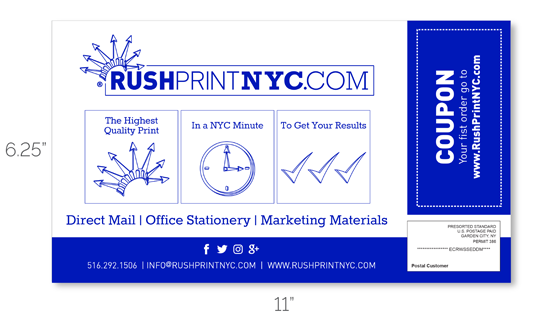 ® RUSHPRINTNYC.COM
The Highest
Quality Print
In a NYC Minute
To Get Your Results
Direct Mail | Office Stationery | Marketing Materials
516.292.1506 | INFO@RUSHPRINTNYC.COM | WWW.RUSHPRINTNYC.COM
COUPON
Your fist order go to
www.RushPrintNYC.com
PRESORTED STANDARD
U.S. POSTAGE PAID
GARDEN CITY, NY
PERMIT 386
Postal Customer
6.25”
11”